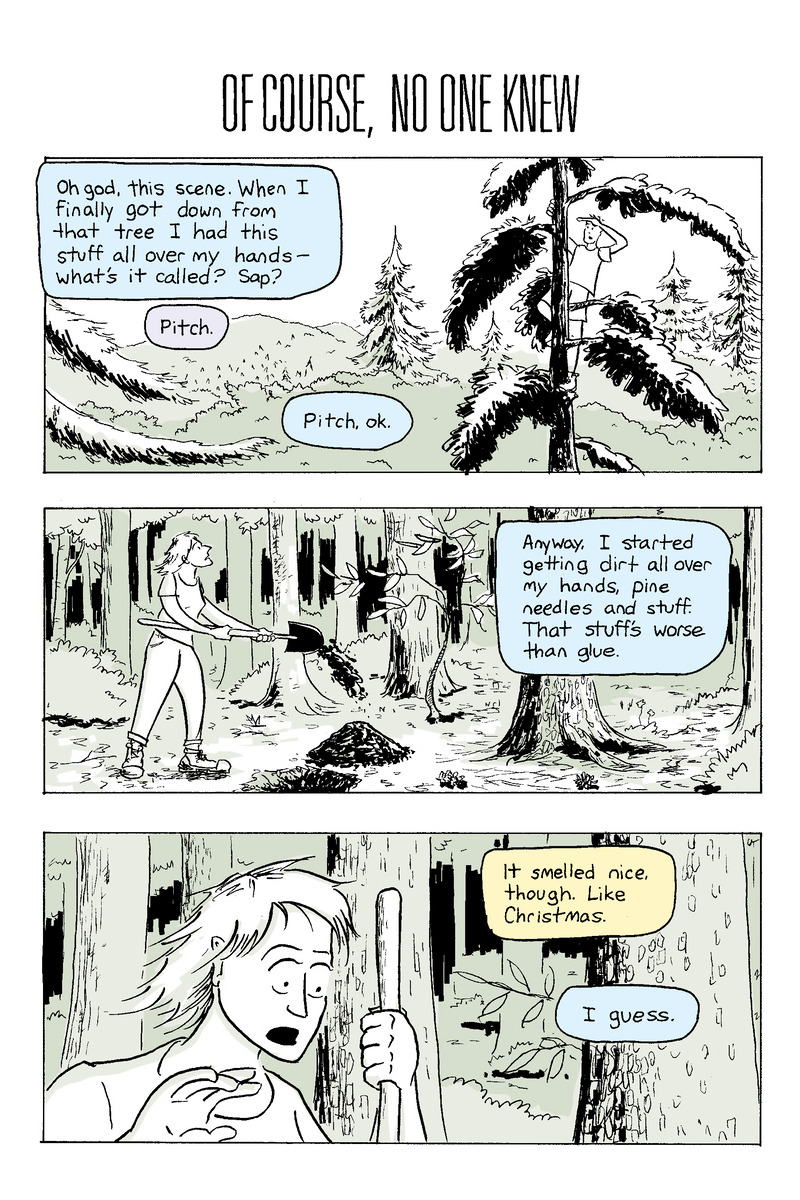 OF COURSE, NO ONE KNEW
Oh god, this scene. When I
finally got down from
that tree I had this
stuff all over my hands—
what's it called? Sap?
Pitch.
Pitch, ok.
Anyway, I started
getting dirt all over
my hands, pine
needles and stuff.
That stuff's worse
than glue.
It smelled nice,
though. Like
Christmas.
I guess.